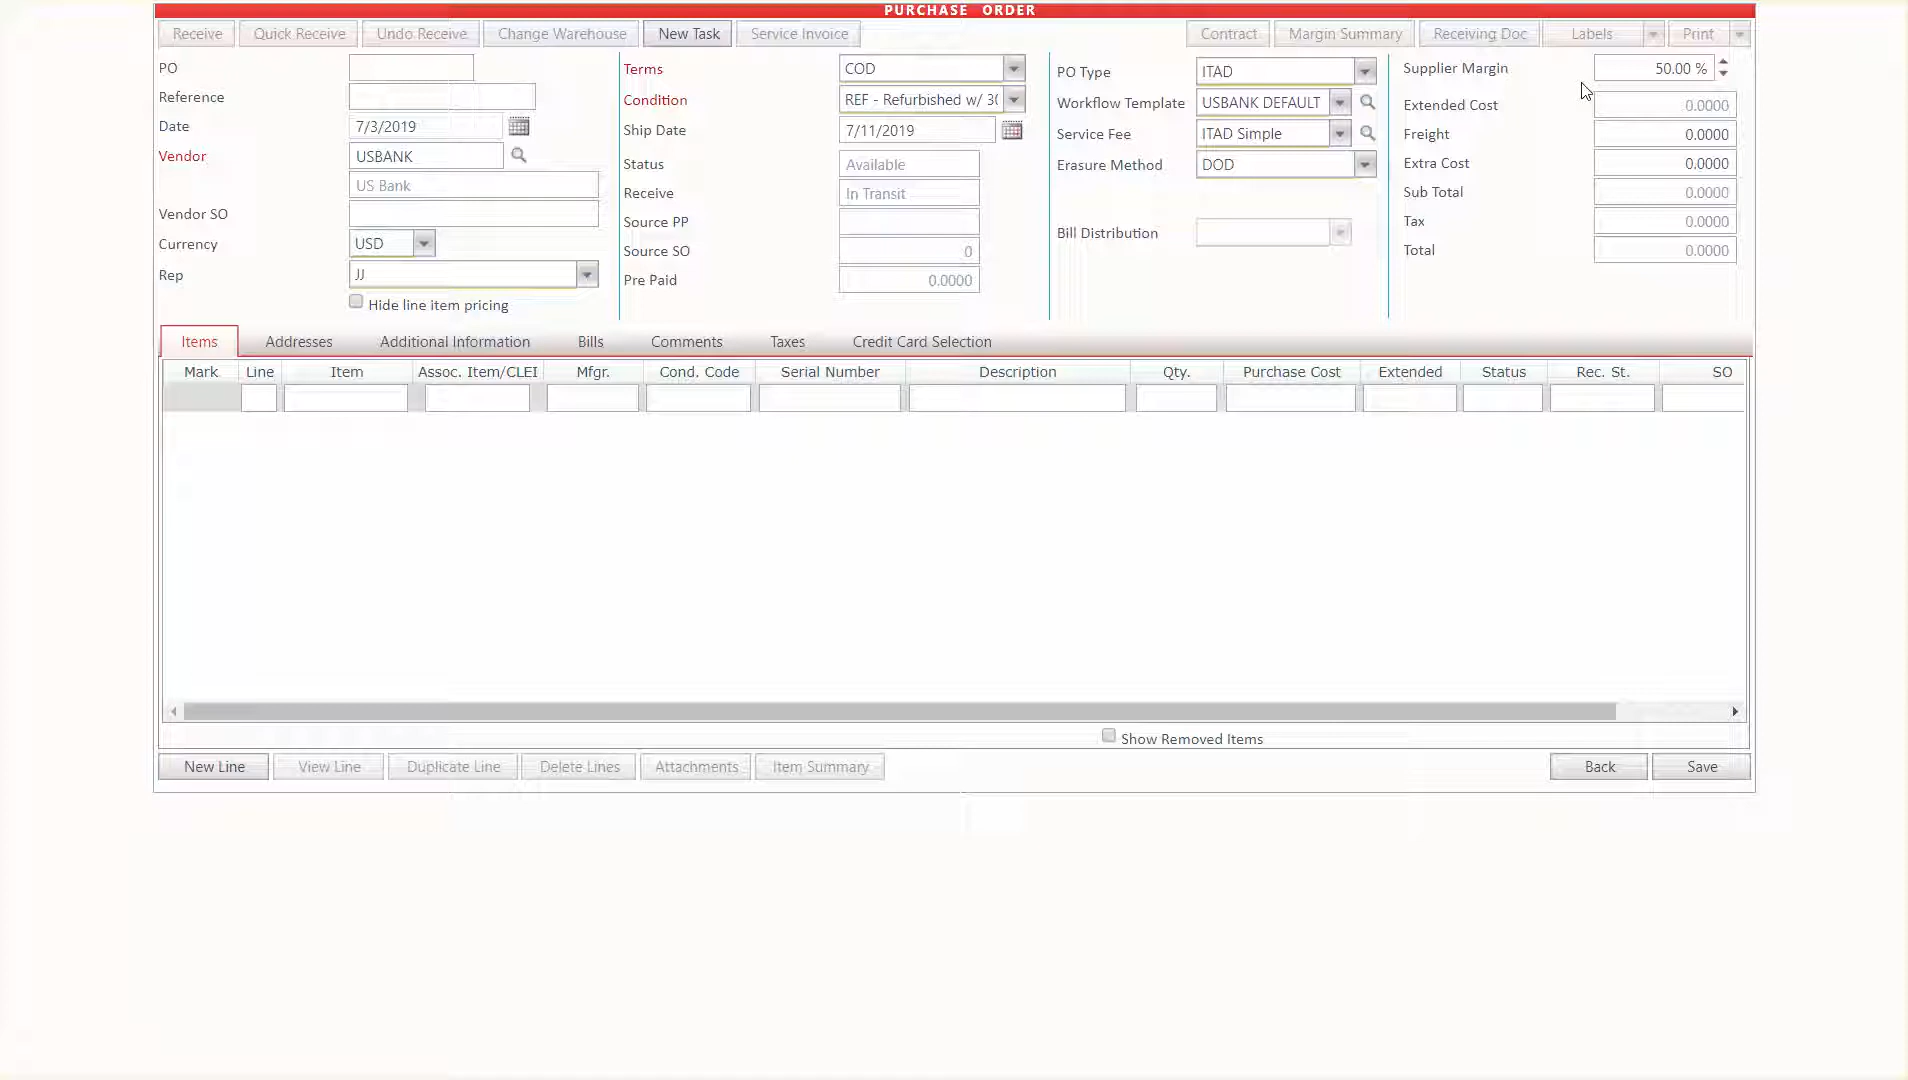 PURCHASE ORDER
Receive Quick Receive Undo Receive Change Warehouse New Task Service Invoice Contract Margin Summary Receiving Doc Labels Print
PO
Reference
Date 7/3/2019
Vendor USBANK
US Bank
Vendor SO
Currency USD
Rep JJ
Hide line item pricing
Terms COD
Condition REF - Refurbished w/ 3(
Ship Date 7/11/2019
Status Available
Receive In Transit
Source PP
Source SO 0
Pre Paid 0.0000
PO Type ITAD
Workflow Template USBANK DEFAULT
Service Fee ITAD Simple
Erasure Method DOD
Bill Distribution
Supplier Margin 50.00 %
Extended Cost 0.0000
Freight 0.0000
Extra Cost 0.0000
Sub Total 0.0000
Tax 0.0000
Total 0.0000
Items Addresses Additional Information Bills Comments Taxes Credit Card Selection
Mark Line Item Assoc. Item/CLEI Mfgr. Cond. Code Serial Number Description Qty. Purchase Cost Extended Status Rec. St. SO
Show Removed Items
New Line View Line Duplicate Line Delete Lines Attachments Item Summary Back Save